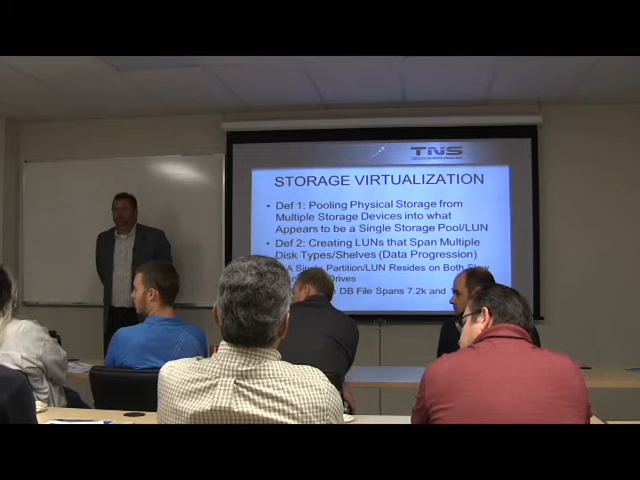 TNS
STORAGE VIRTUALIZATION
• Def 1: Pooling Physical Storage from
Multiple Storage Devices into what
Appears to be a Single Storage Pool/LUN
• Def 2: Creating LUNs that Span Multiple
Disk Types/Shelves (Data Progression)
A Single Partition/LUN Resides on Both
Drives
DB File Spans 7.2k and